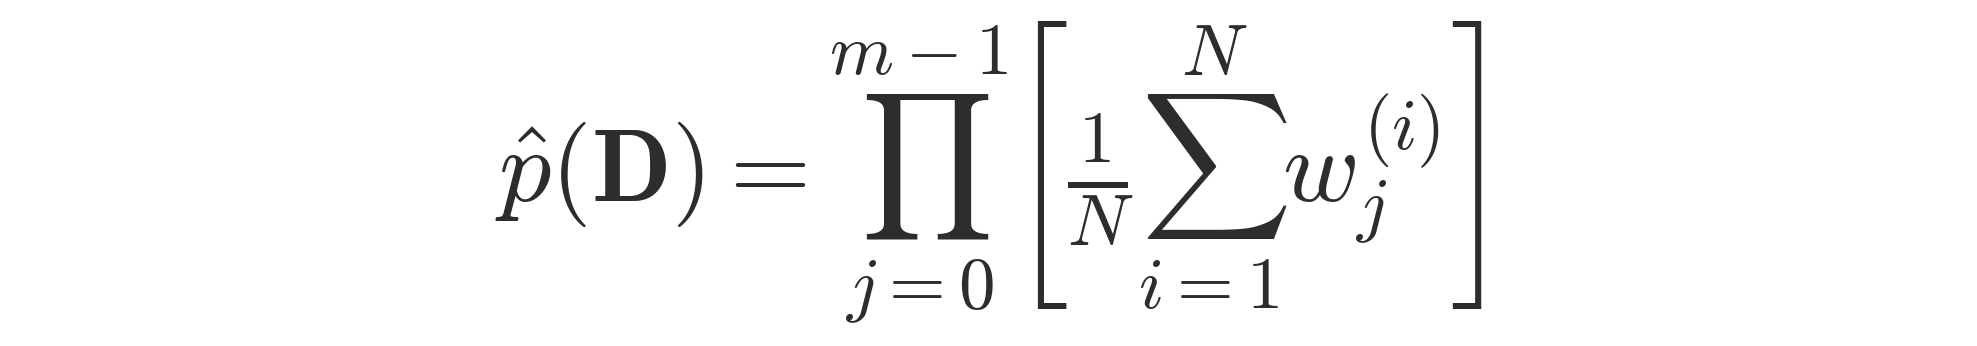 $\hat{p}(\mathbf{D}) = \prod_{j=0}^{m-1} \left[ \frac{1}{N} \sum_{i=1}^{N} w_j^{(i)} \right]$